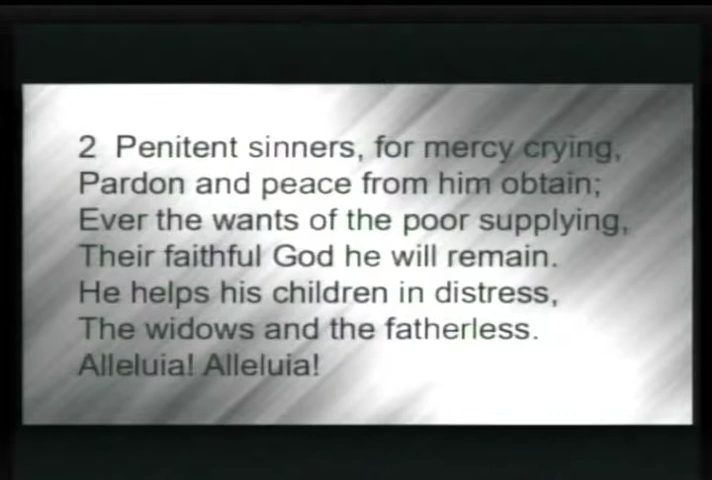 2 Penitent sinners, for mercy crying,
Pardon and peace from him obtain;
Ever the wants of the poor supplying,
Their faithful God he will remain.
He helps his children in distress,
The widows and the fatherless.
Alleluia! Alleluia!